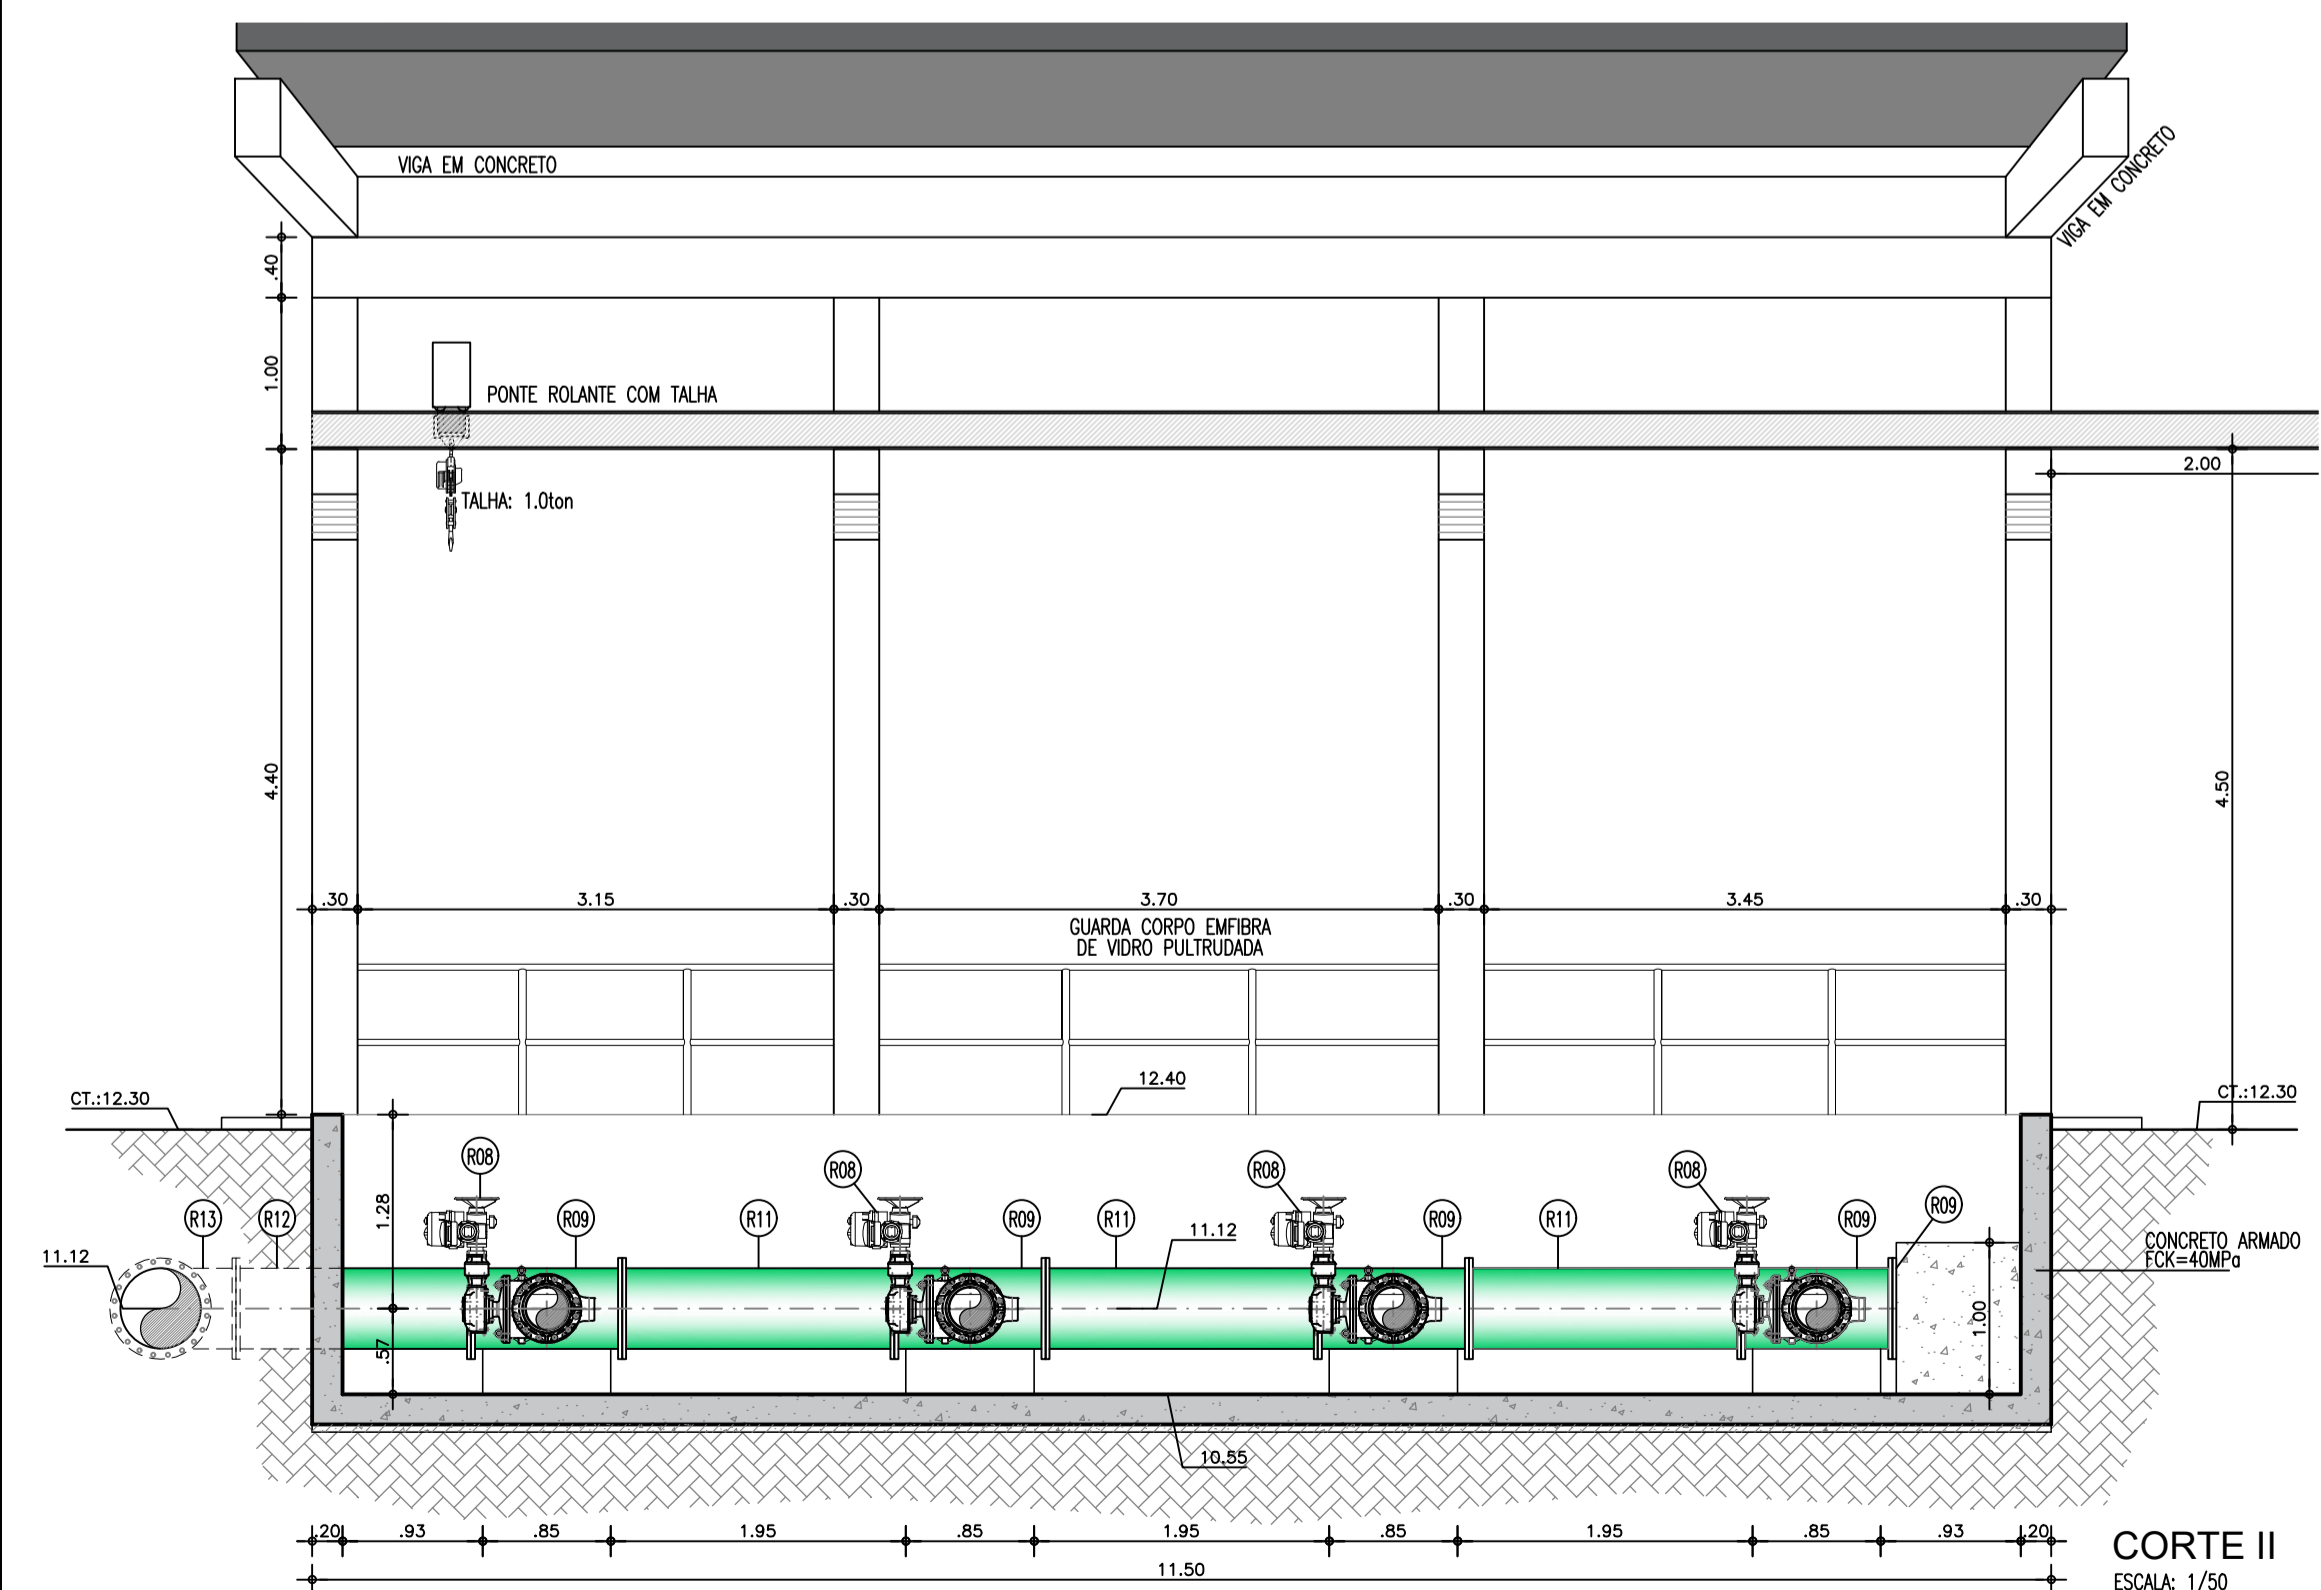 VIGA EM CONCRETO
VIGA EM CONCRETO
.40
1.00
PONTE ROLANTE COM TALHA
2.00
TALHA: 1.0ton
4.40
4.50
.30
3.15
.30
3.70
.30
3.45
.30
GUARDA CORPO EMFIBRA
DE VIDRO PULTRUDADA
12.40
CT.:12.30
CT.:12.30
R08
R08
R08
R08
1.28
R13
R12
R09
R11
R09
R11
R09
R11
R09
R09
11.12
11.12
CONCRETO ARMADO
FCK=40MPa
1.00
.57
10.55
.20
.93
.85
1.95
.85
1.95
.85
1.95
.85
.93
.20
11.50
CORTE II
ESCALA: 1/50